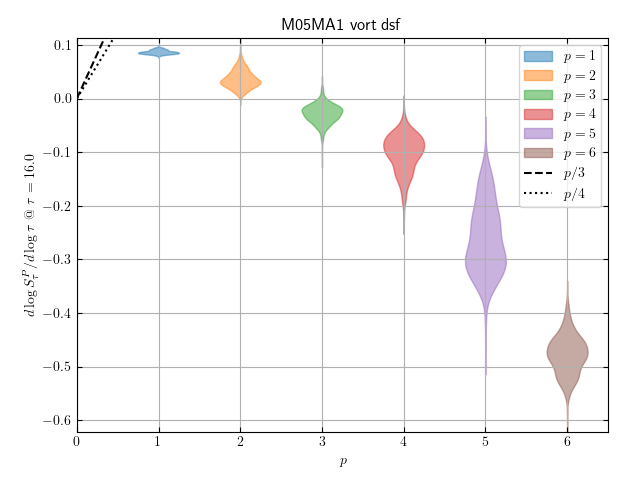 M05MA1 vort dsf
d log S_τ^P / d log τ @ τ = 16.0
0.1
0.0
−0.1
−0.2
−0.3
−0.4
−0.5
−0.6
p = 1
p = 2
p = 3
p = 4
p = 5
p = 6
p/3
p/4
0 1 2 3 4 5 6
p